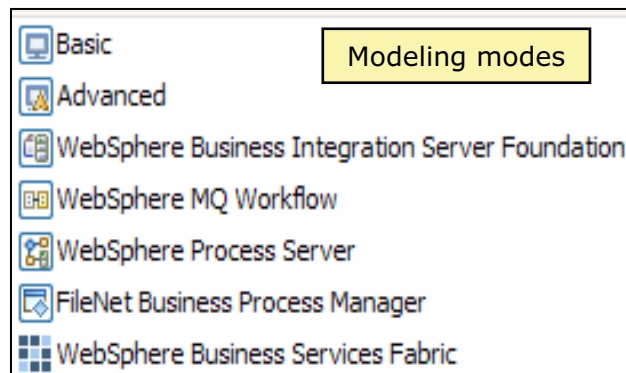 Basic
Modeling modes
Advanced
WebSphere Business Integration Server Foundation
WebSphere MQ Workflow
WebSphere Process Server
FileNet Business Process Manager
WebSphere Business Services Fabric